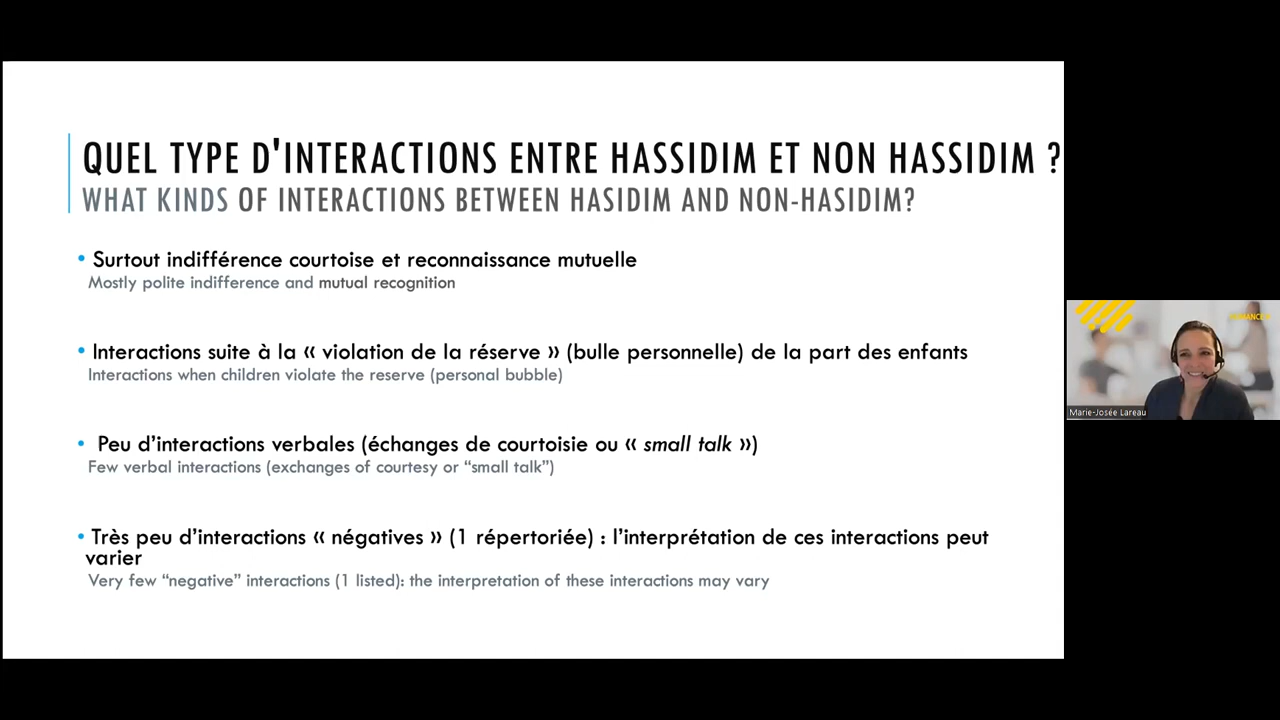 QUEL TYPE D'INTERACTIONS ENTRE HASSIDIM ET NON HASSIDIM ?
WHAT KINDS OF INTERACTIONS BETWEEN HASIDIM AND NON-HASIDIM?
• Surtout indifférence courtoise et reconnaissance mutuelle
Mostly polite indifference and mutual recognition
• Interactions suite à la « violation de la réserve » (bulle personnelle) de la part des enfants
Interactions when children violate the reserve (personal bubble)
• Peu d'interactions verbales (échanges de courtoisie ou « small talk »)
Few verbal interactions (exchanges of courtesy or “small talk”)
• Très peu d'interactions « négatives » (1 répertoriée) : l'interprétation de ces interactions peut
varier
Very few “negative” interactions (1 listed): the interpretation of these interactions may vary
Marie-Josée Lareau